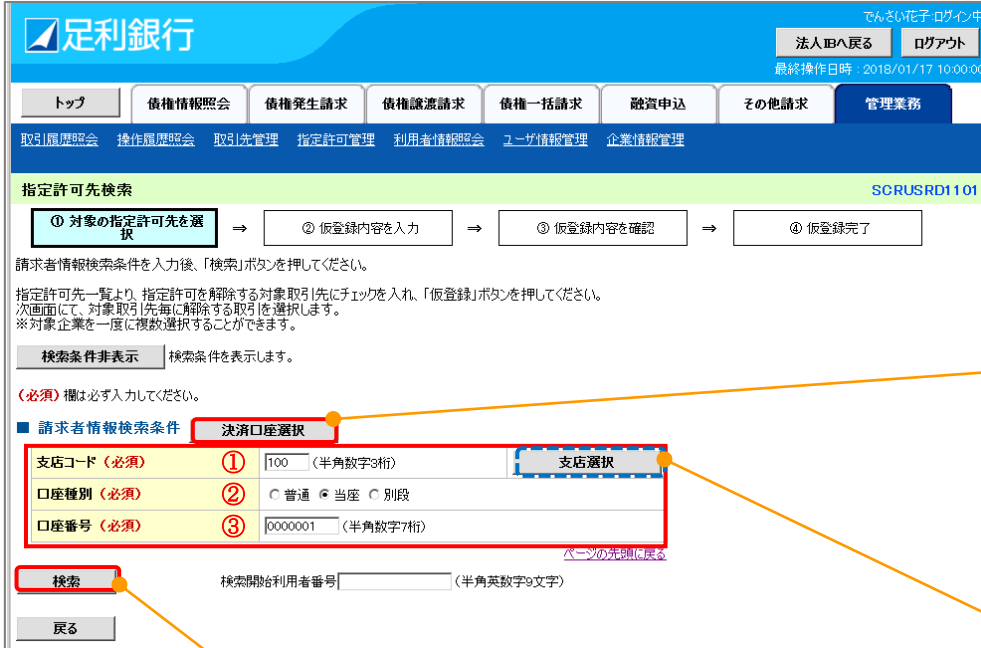 足利銀行
でんさい花子:ログイン中
法人IBへ戻る ログアウト
最終操作日時：2018/01/17 10:00:00
トップ 債権情報照会 債権発生請求 債権譲渡請求 債権一括請求 融資申込 その他請求 管理業務
取引履歴照会 操作履歴照会 取引先管理 指定許可管理 利用者情報照会 ユーザ情報管理 企業情報管理
指定許可先検索 SCRUSRD1101
① 対象の指定許可先を選択 ⇒ ② 仮登録内容を入力 ⇒ ③ 仮登録内容を確認 ⇒ ④ 仮登録完了
請求者情報検索条件を入力後、「検索」ボタンを押してください。
指定許可先一覧より、指定許可を解除する対象取引先にチェックを入れ、「仮登録」ボタンを押してください。
次画面にて、対象取引先毎に解除する取引を選択します。
※対象企業を一度に複数選択することができます。
検索条件非表示 検索条件を表示します。
（必須）欄は必ず入力してください。
■ 請求者情報検索条件 決済口座選択
支店コード（必須） ① 100 （半角数字3桁） 支店選択
口座種別（必須） ② 普通 当座 別段
口座番号（必須） ③ 0000001 （半角数字7桁）
ページの先頭に戻る
検索 検索開始利用者番号 （半角英数字9文字）
戻る